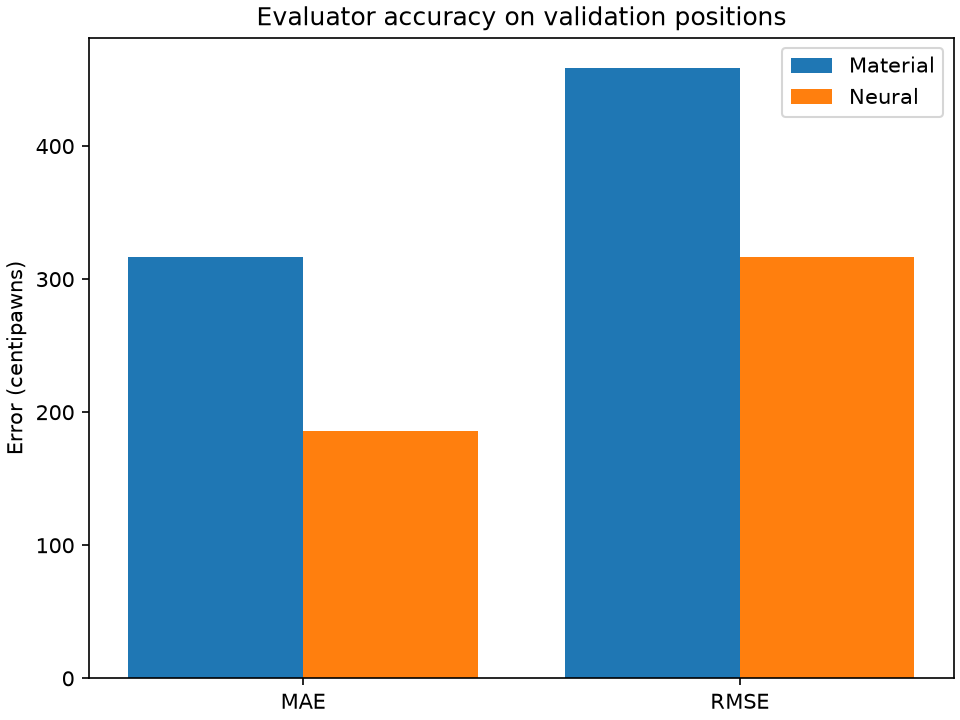 Evaluator accuracy on validation positions
Material
Neural
Error (centipawns)
400
300
200
100
0
MAE
RMSE